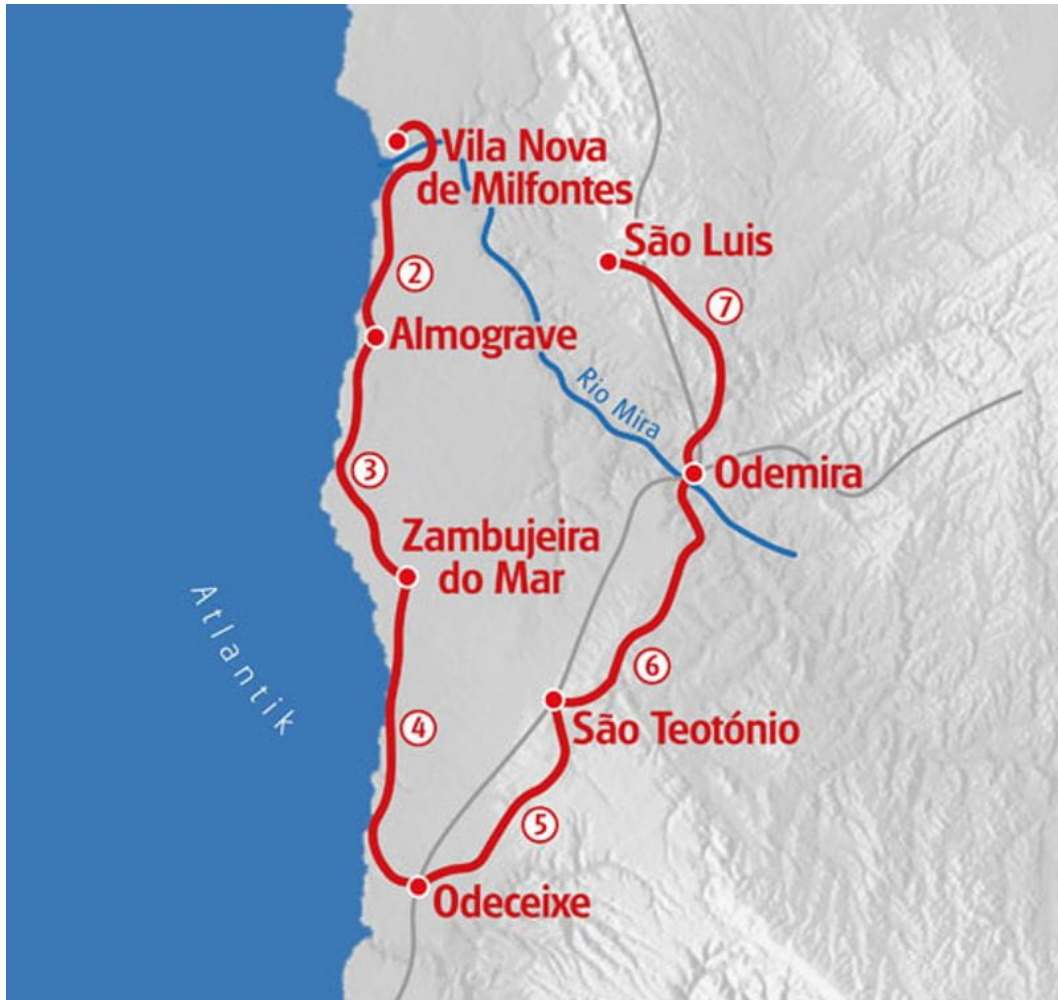 Vila Nova
de Milfontes
São Luis
2
7
Almograve
Rio Mira
3
Odemira
Zambujeira
do Mar
Atlantik
6
4
São Teotónio
5
Odeceixe